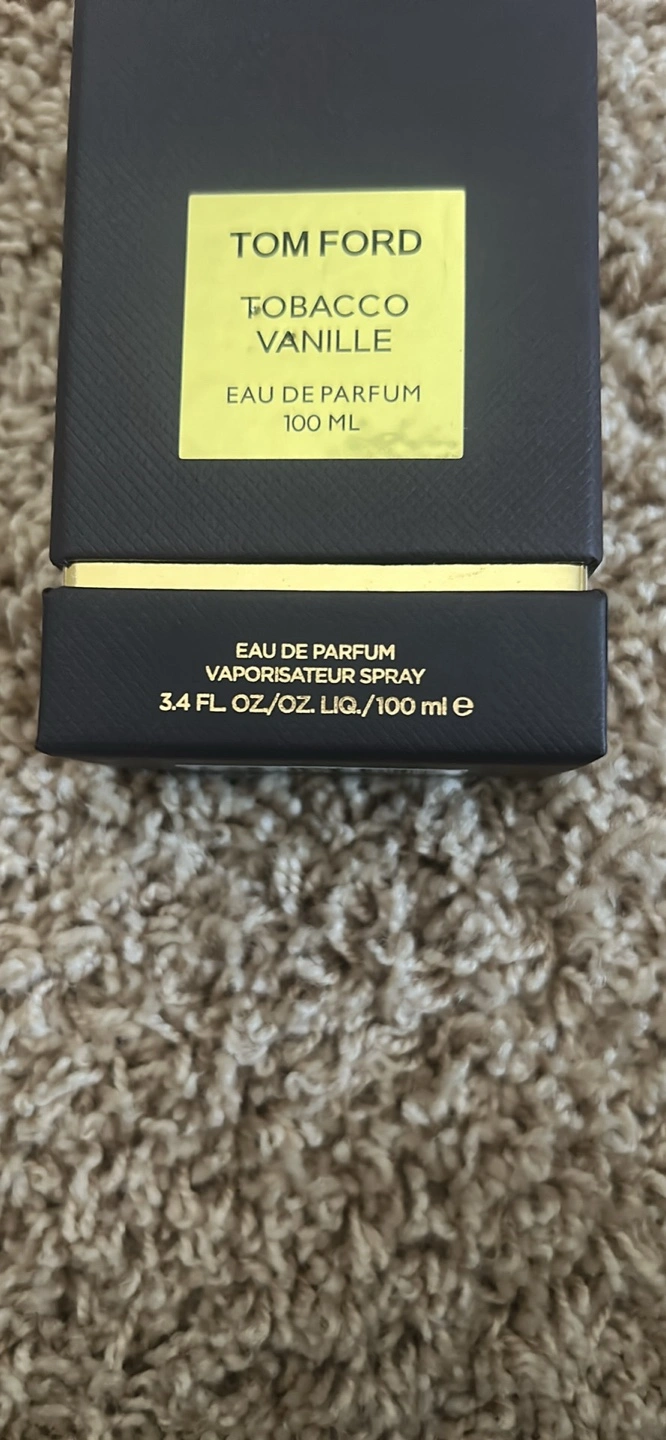 TOM FORD
TOBACCO
VANILLE
EAU DE PARFUM
100 ML
EAU DE PARFUM
VAPORISATEUR SPRAY
3.4 FL. OZ./OZ. LIQ./100 ml ℮